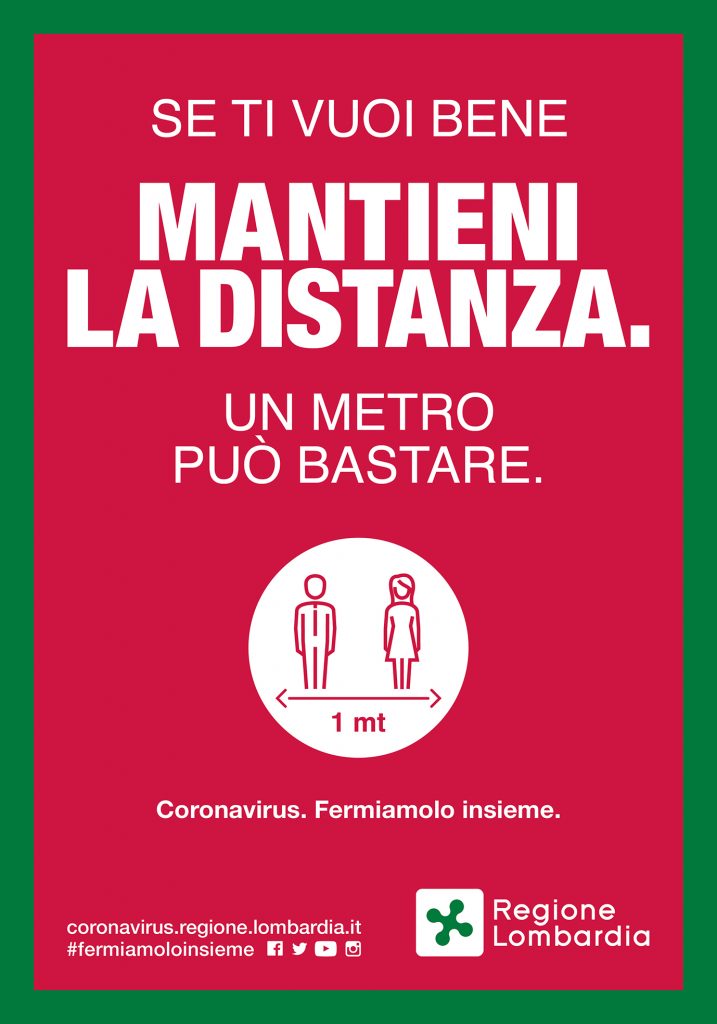 SE TI VUOI BENE
MANTIENI
LA DISTANZA.
UN METRO
PUÒ BASTARE.
1 mt
Coronavirus. Fermiamolo insieme.
coronavirus.regione.lombardia.it
#fermiamoloinsieme
Regione
Lombardia